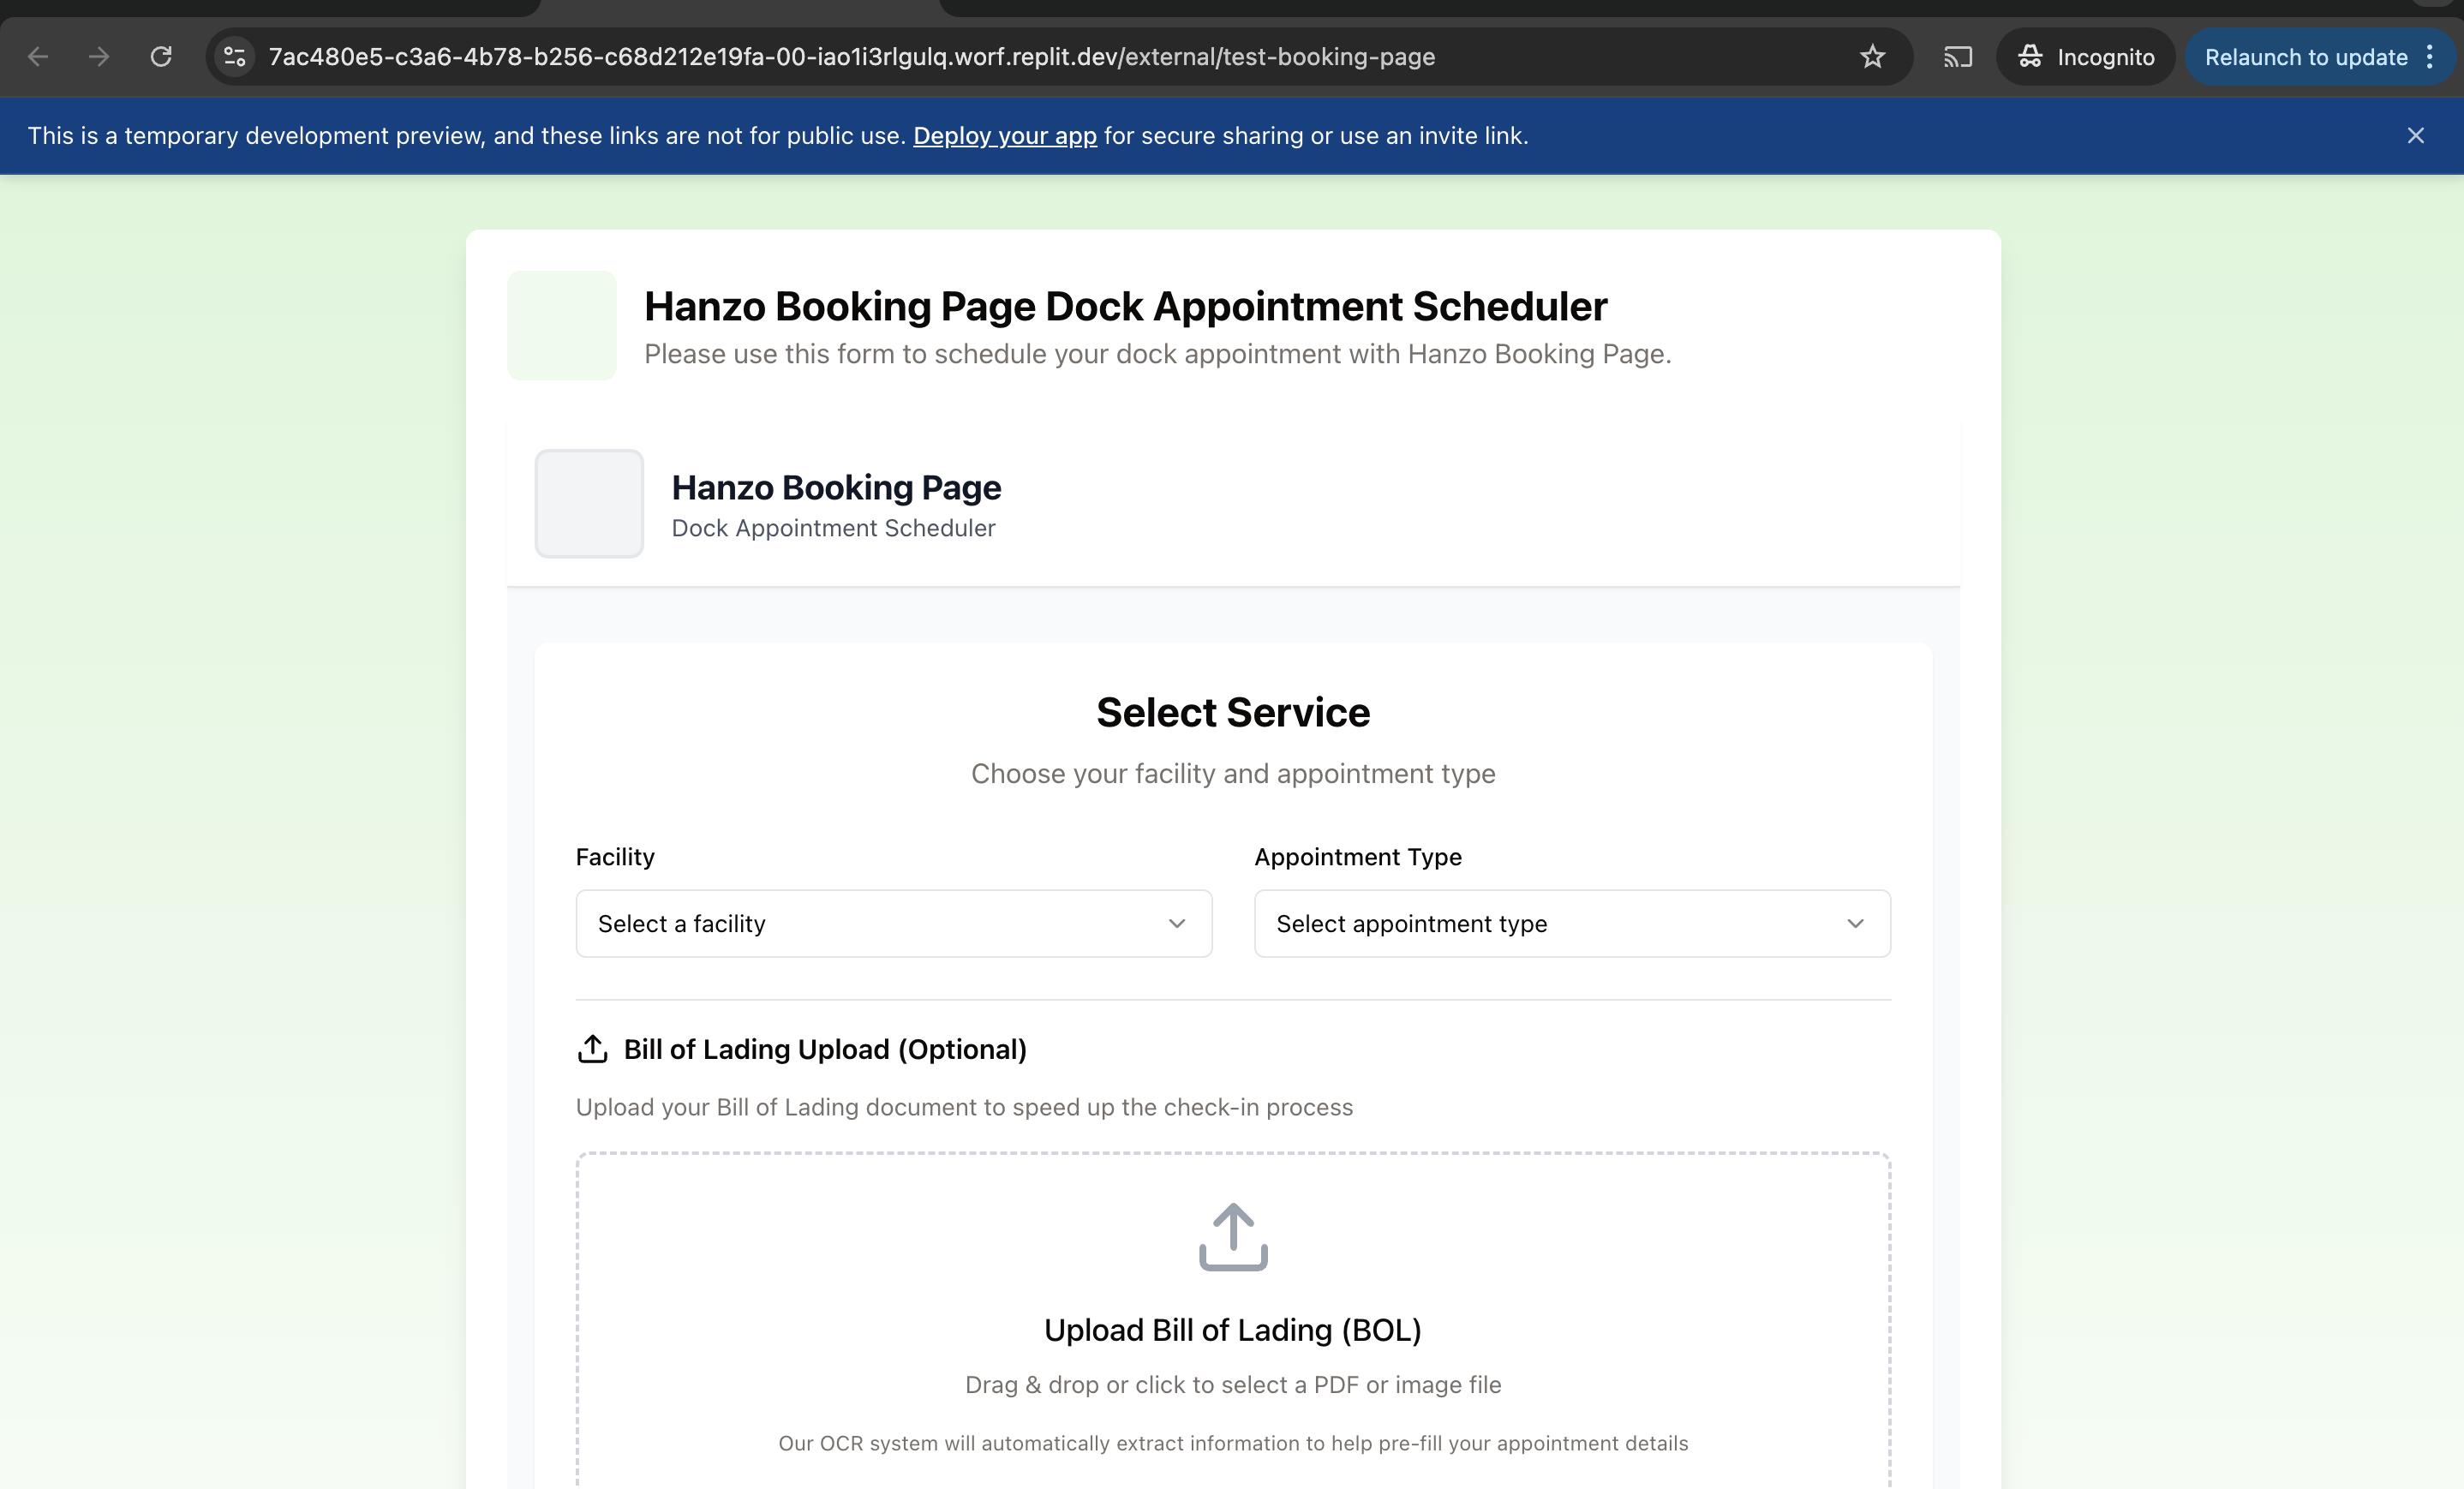 7ac480e5-c3a6-4b78-b256-c68d212e19fa-00-iao1i3rlgulq.worf.replit.dev/external/test-booking-page
Incognito
Relaunch to update
This is a temporary development preview, and these links are not for public use. Deploy your app for secure sharing or use an invite link.
Hanzo Booking Page Dock Appointment Scheduler
Please use this form to schedule your dock appointment with Hanzo Booking Page.
Hanzo Booking Page
Dock Appointment Scheduler
Select Service
Choose your facility and appointment type
Facility
Appointment Type
Select a facility
Select appointment type
Bill of Lading Upload (Optional)
Upload your Bill of Lading document to speed up the check-in process
Upload Bill of Lading (BOL)
Drag & drop or click to select a PDF or image file
Our OCR system will automatically extract information to help pre-fill your appointment details